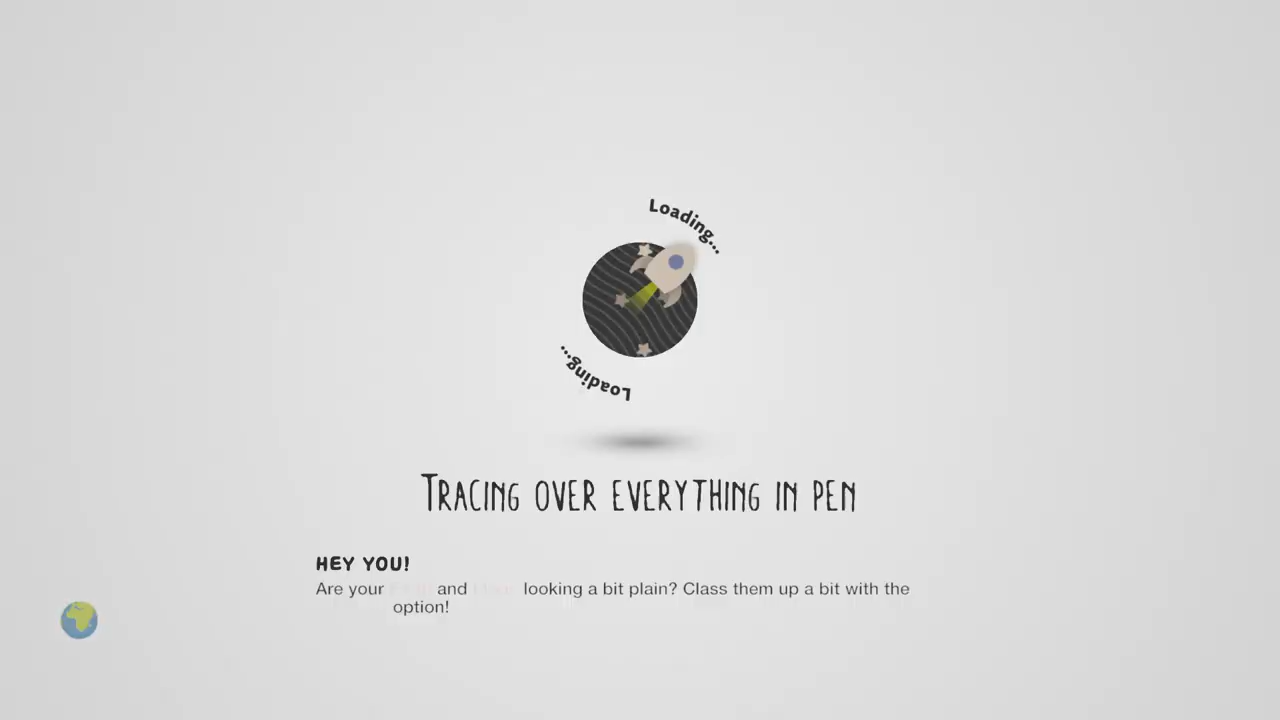 Loading...
Loading...
TRACING OVER EVERYTHING IN PEN
HEY YOU!
Are your and looking a bit plain? Class them up a bit with the
option!